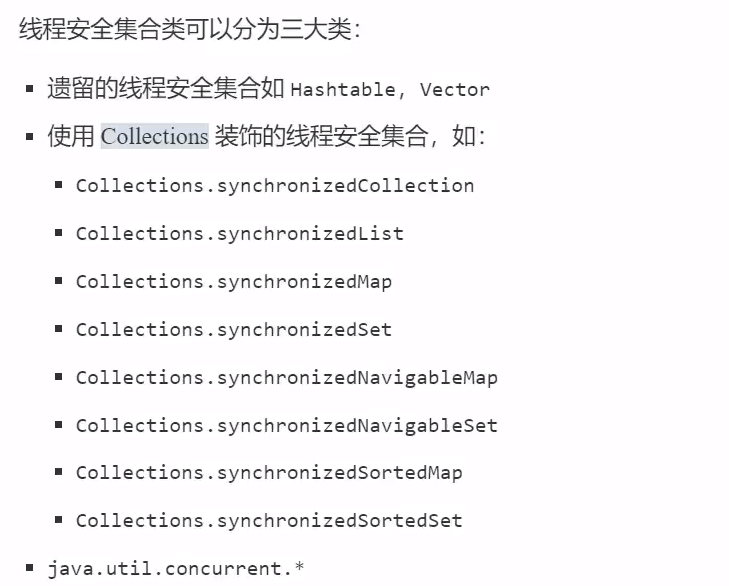 线程安全集合类可以分为三大类：
遗留的线程安全集合如 Hashtable, Vector
使用 Collections 装饰的线程安全集合，如：
Collections.synchronizedCollection
Collections.synchronizedList
Collections.synchronizedMap
Collections.synchronizedSet
Collections.synchronizedNavigableMap
Collections.synchronizedNavigableSet
Collections.synchronizedSortedMap
Collections.synchronizedSortedSet
java.util.concurrent.*